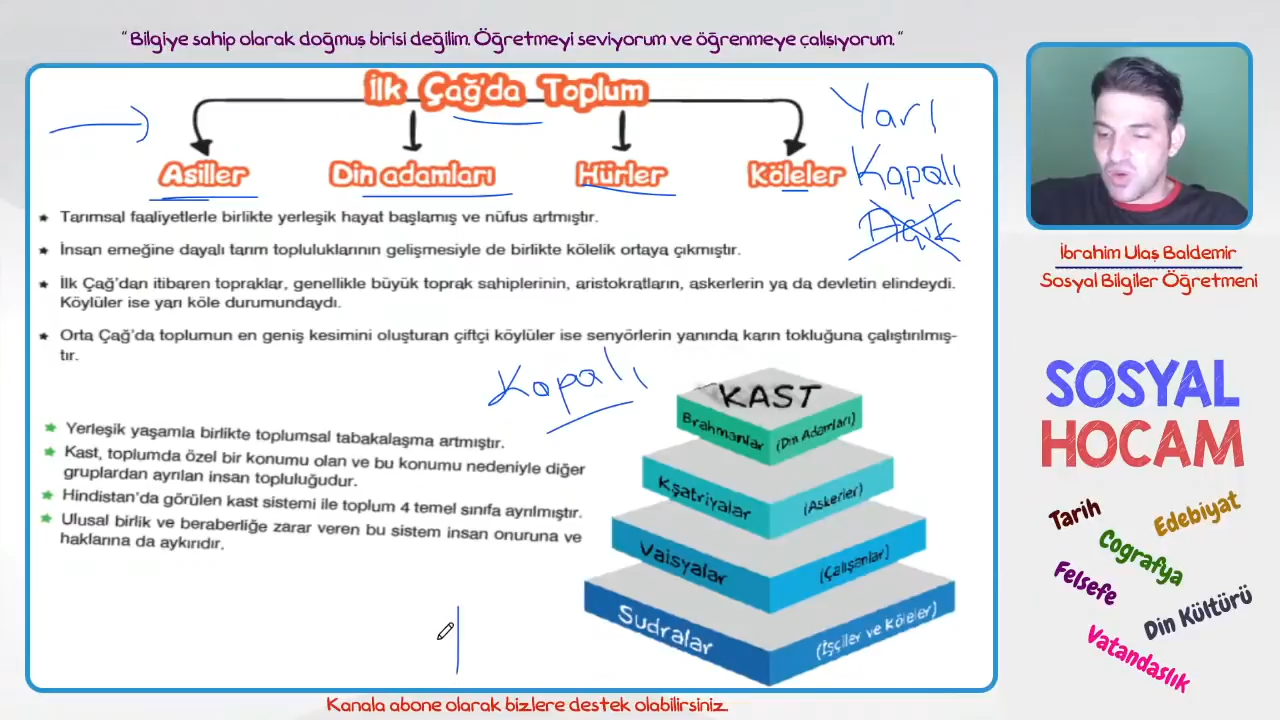 “Bilgiye sahip olarak doğmuş birisi değilim. Öğretmeyi seviyorum ve öğrenmeye çalışıyorum.“
İlk Çağ'da Toplum
Asiller
Din adamları
Hürler
Köleler
Yarı
Kapalı
Açık
Tarımsal faaliyetlerle birlikte yerleşik hayat başlamış ve nüfus artmıştır.
İnsan emeğine dayalı tarım topluluklarının gelişmesiyle de birlikte kölelik ortaya çıkmıştır.
İlk Çağ'dan itibaren topraklar, genellikle büyük toprak sahiplerinin, aristokratların, askerlerin ya da devletin elindeydi.
Köylüler ise yarı köle durumundaydı.
Orta Çağ'da toplumun en geniş kesimini oluşturan çiftçi köylüler ise senyörlerin yanında karın tokluğuna çalıştırılmış-
tır.
Kapalı
Yerleşik yaşamla birlikte toplumsal tabakalaşma artmıştır.
Kast, toplumda özel bir konumu olan ve bu konumu nedeniyle diğer
gruplardan ayrılan insan topluluğudur.
Hindistan'da görülen kast sistemi ile toplum 4 temel sınıfa ayrılmıştır.
Ulusal birlik ve beraberliğe zarar veren bu sistem insan onuruna ve
haklarına da aykırıdır.
KAST
Brahmanlar (Din Adamları)
Kşatriyalar (Askerler)
Vaisyalar (Çalışanlar)
Sudralar (İşçiler ve Köleler)
İbrahim Ulaş Baldemir
Sosyal Bilgiler Öğretmeni
SOSYAL
HOCAM
Tarih
Edebiyat
Coğrafya
Felsefe
Din Kültürü
Vatandaşlık
Kanala abone olarak bizlere destek olabilirsiniz.